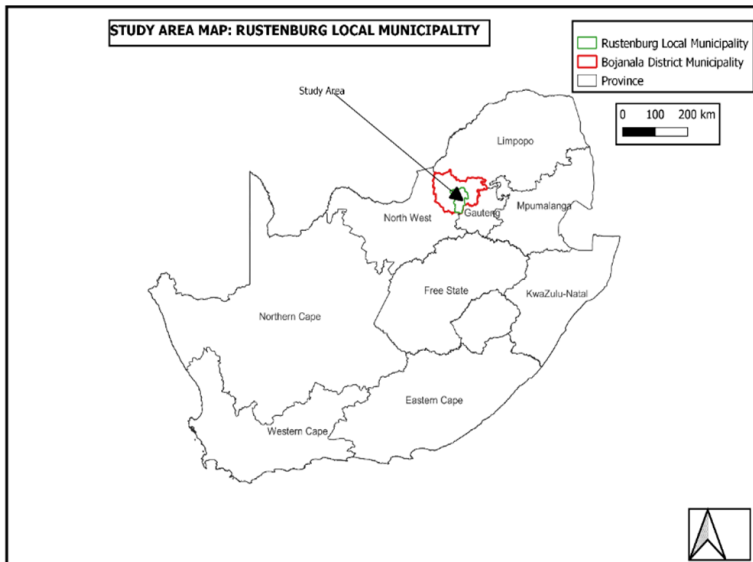 STUDY AREA MAP: RUSTENBURG LOCAL MUNICIPALITY
Rustenburg Local Municipality
Bojanala District Municipality
Province
0 100 200 km
Study Area
Limpopo
Mpumalanga
North West
Gauteng
Free State
KwaZulu-Natal
Northern Cape
Eastern Cape
Western Cape